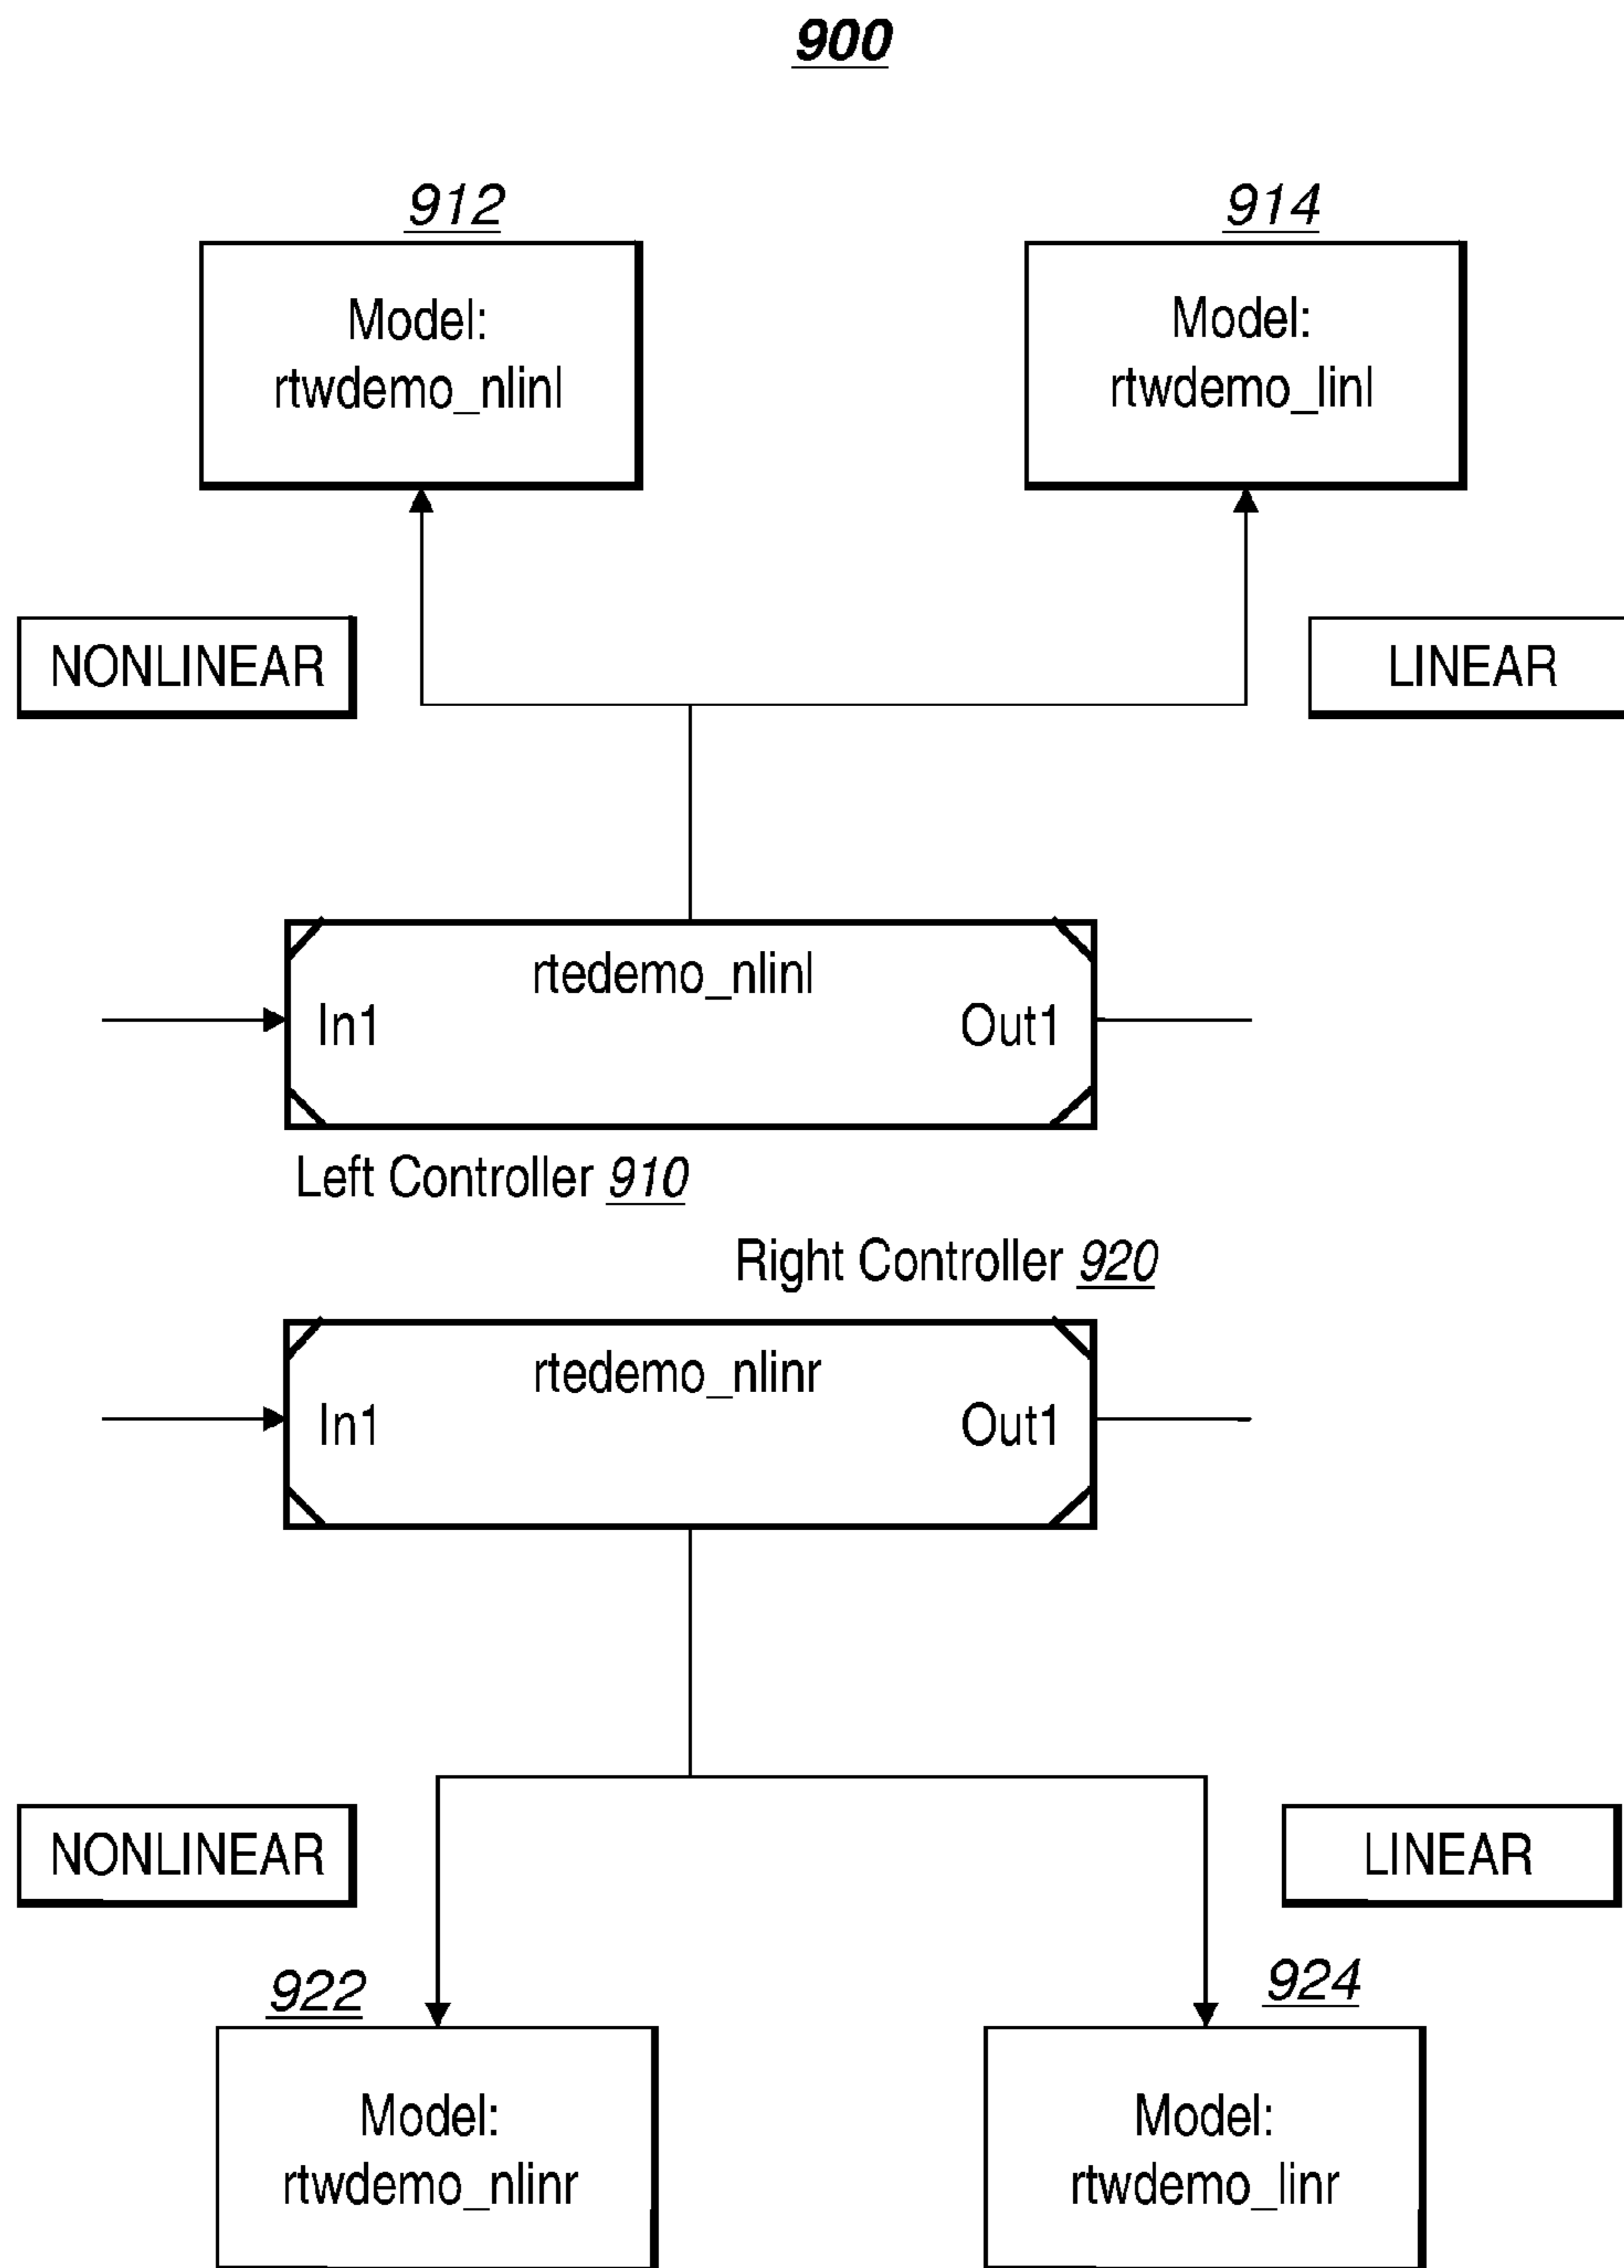 900
912
914
Model:
rtwdemo_nlinl
Model:
rtwdemo_linl
NONLINEAR
LINEAR
rtedemo_nlinl
In1
Out1
Left Controller 910
Right Controller 920
rtedemo_nlinr
In1
Out1
NONLINEAR
LINEAR
922
924
Model:
rtwdemo_nlinr
Model:
rtwdemo_linr